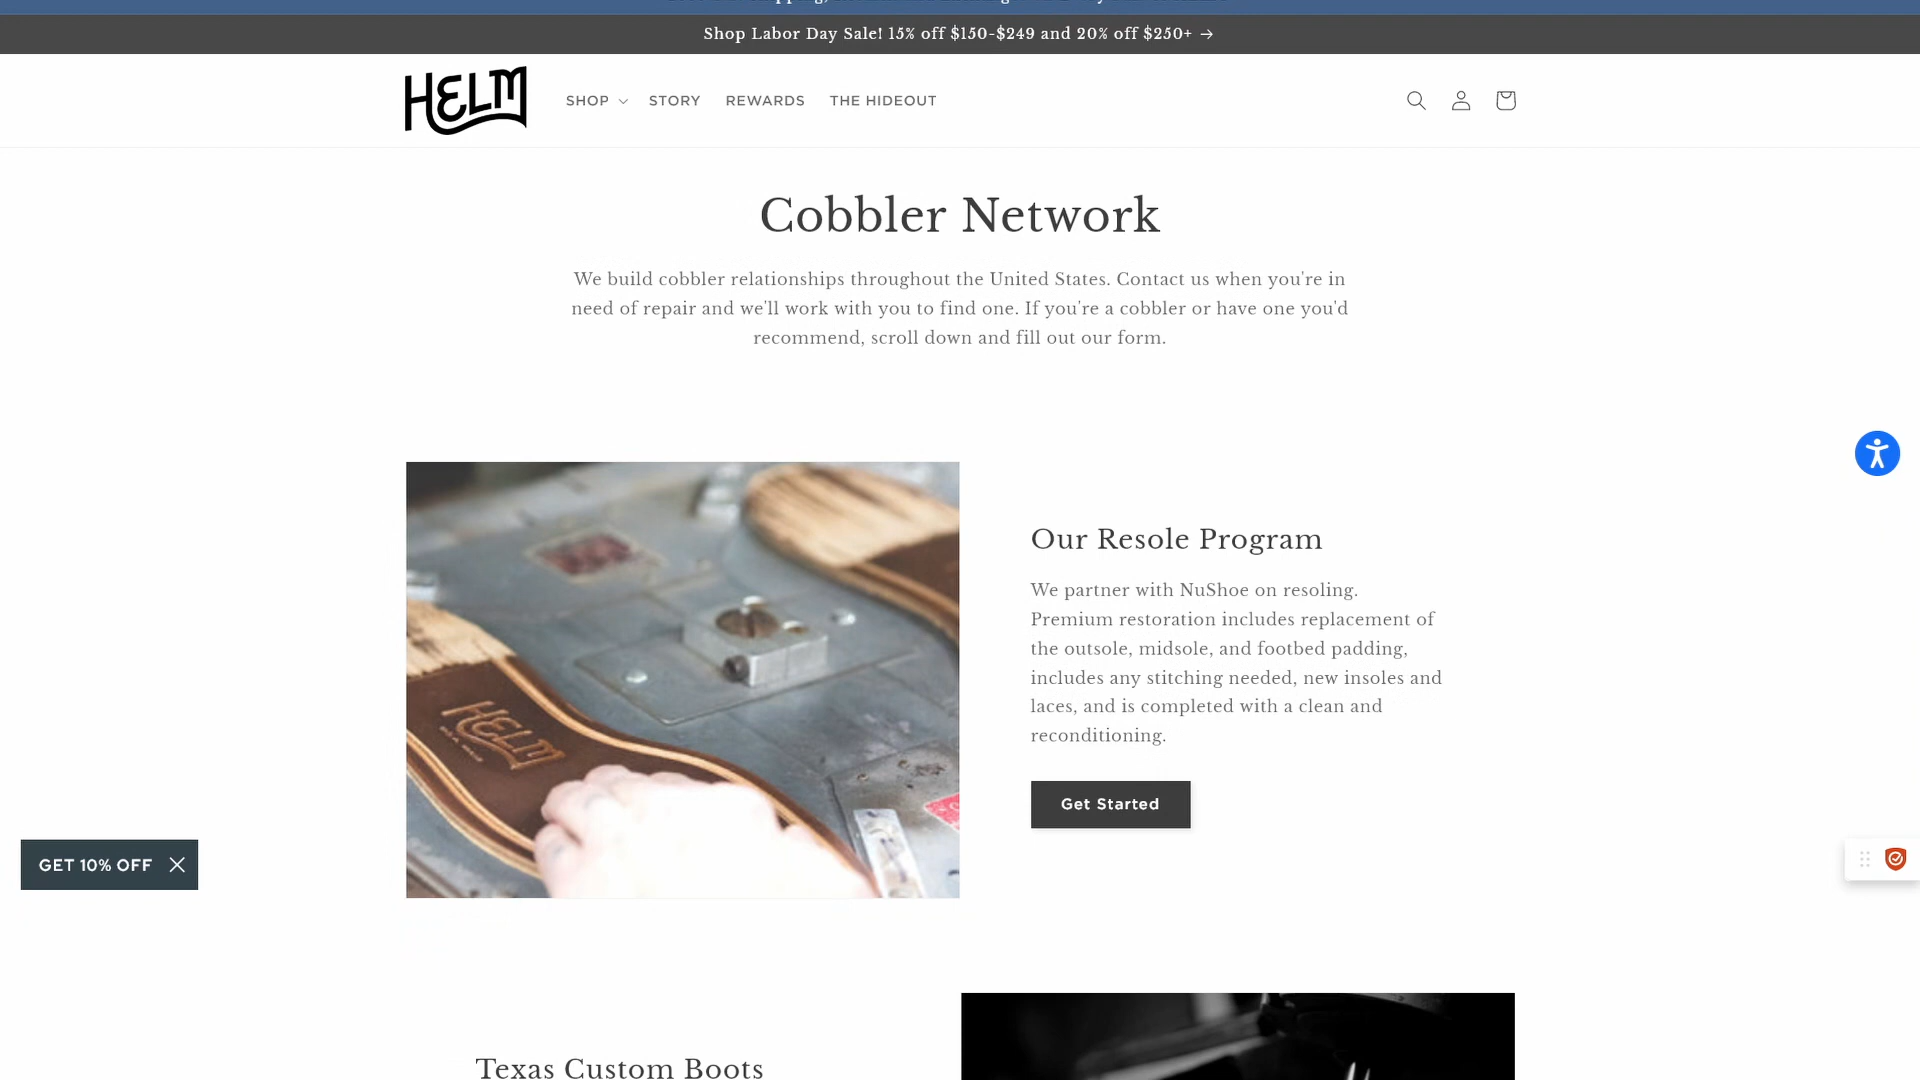 Shop Labor Day Sale! 15% off $150-$249 and 20% off $250+ →
HELM
SHOP
STORY
REWARDS
THE HIDEOUT
Cobbler Network
We build cobbler relationships throughout the United States. Contact us when you're in
need of repair and we'll work with you to find one. If you're a cobbler or have one you'd
recommend, scroll down and fill out our form.
Our Resole Program
We partner with NuShoe on resoling.
Premium restoration includes replacement of
the outsole, midsole, and footbed padding,
includes any stitching needed, new insoles and
laces, and is completed with a clean and
reconditioning.
HELM
Get Started
GET 10% OFF
Texas Custom Boots